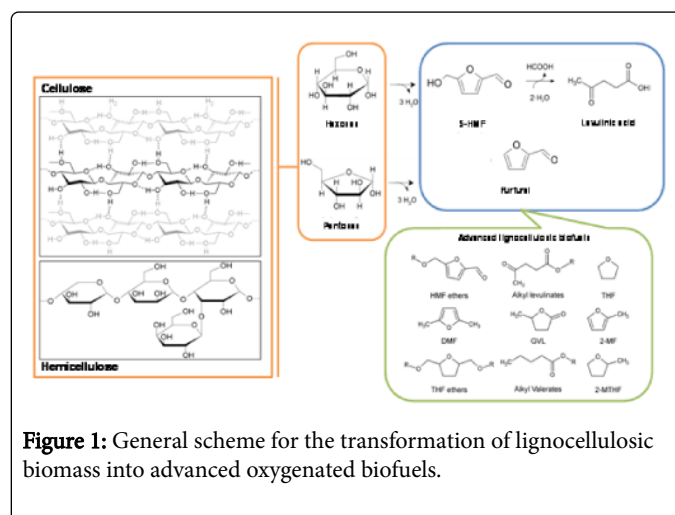 Cellulose
Hemicellulose
Hexoses
Pentoses
3 H₂O
3 H₂O
HO
O
O
5-HMF
HCOOH
2·H₂O
O
O
OH
Levulinic acid
O
O
Furfural
Advanced lignocellulosic biofuels
HMF ethers
Alkyl levulinates
THF
DMF
GVL
2-MF
THF ethers
Alkyl Valerates
2-MTHF
Figure 1: General scheme for the transformation of lignocellulosic
biomass into advanced oxygenated biofuels.